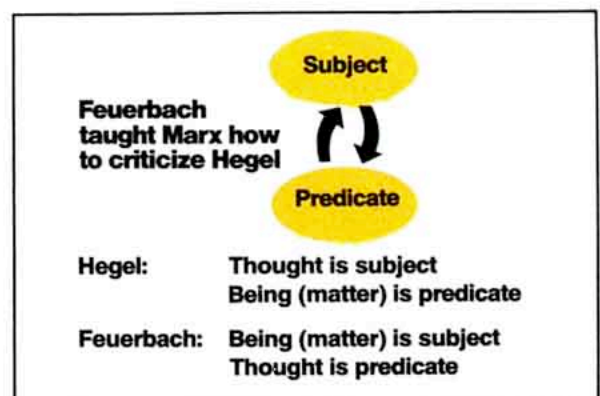 Subject
Feuerbach
taught Marx how
to criticize Hegel
Predicate
Hegel: Thought is subject
Being (matter) is predicate
Feuerbach: Being (matter) is subject
Thought is predicate